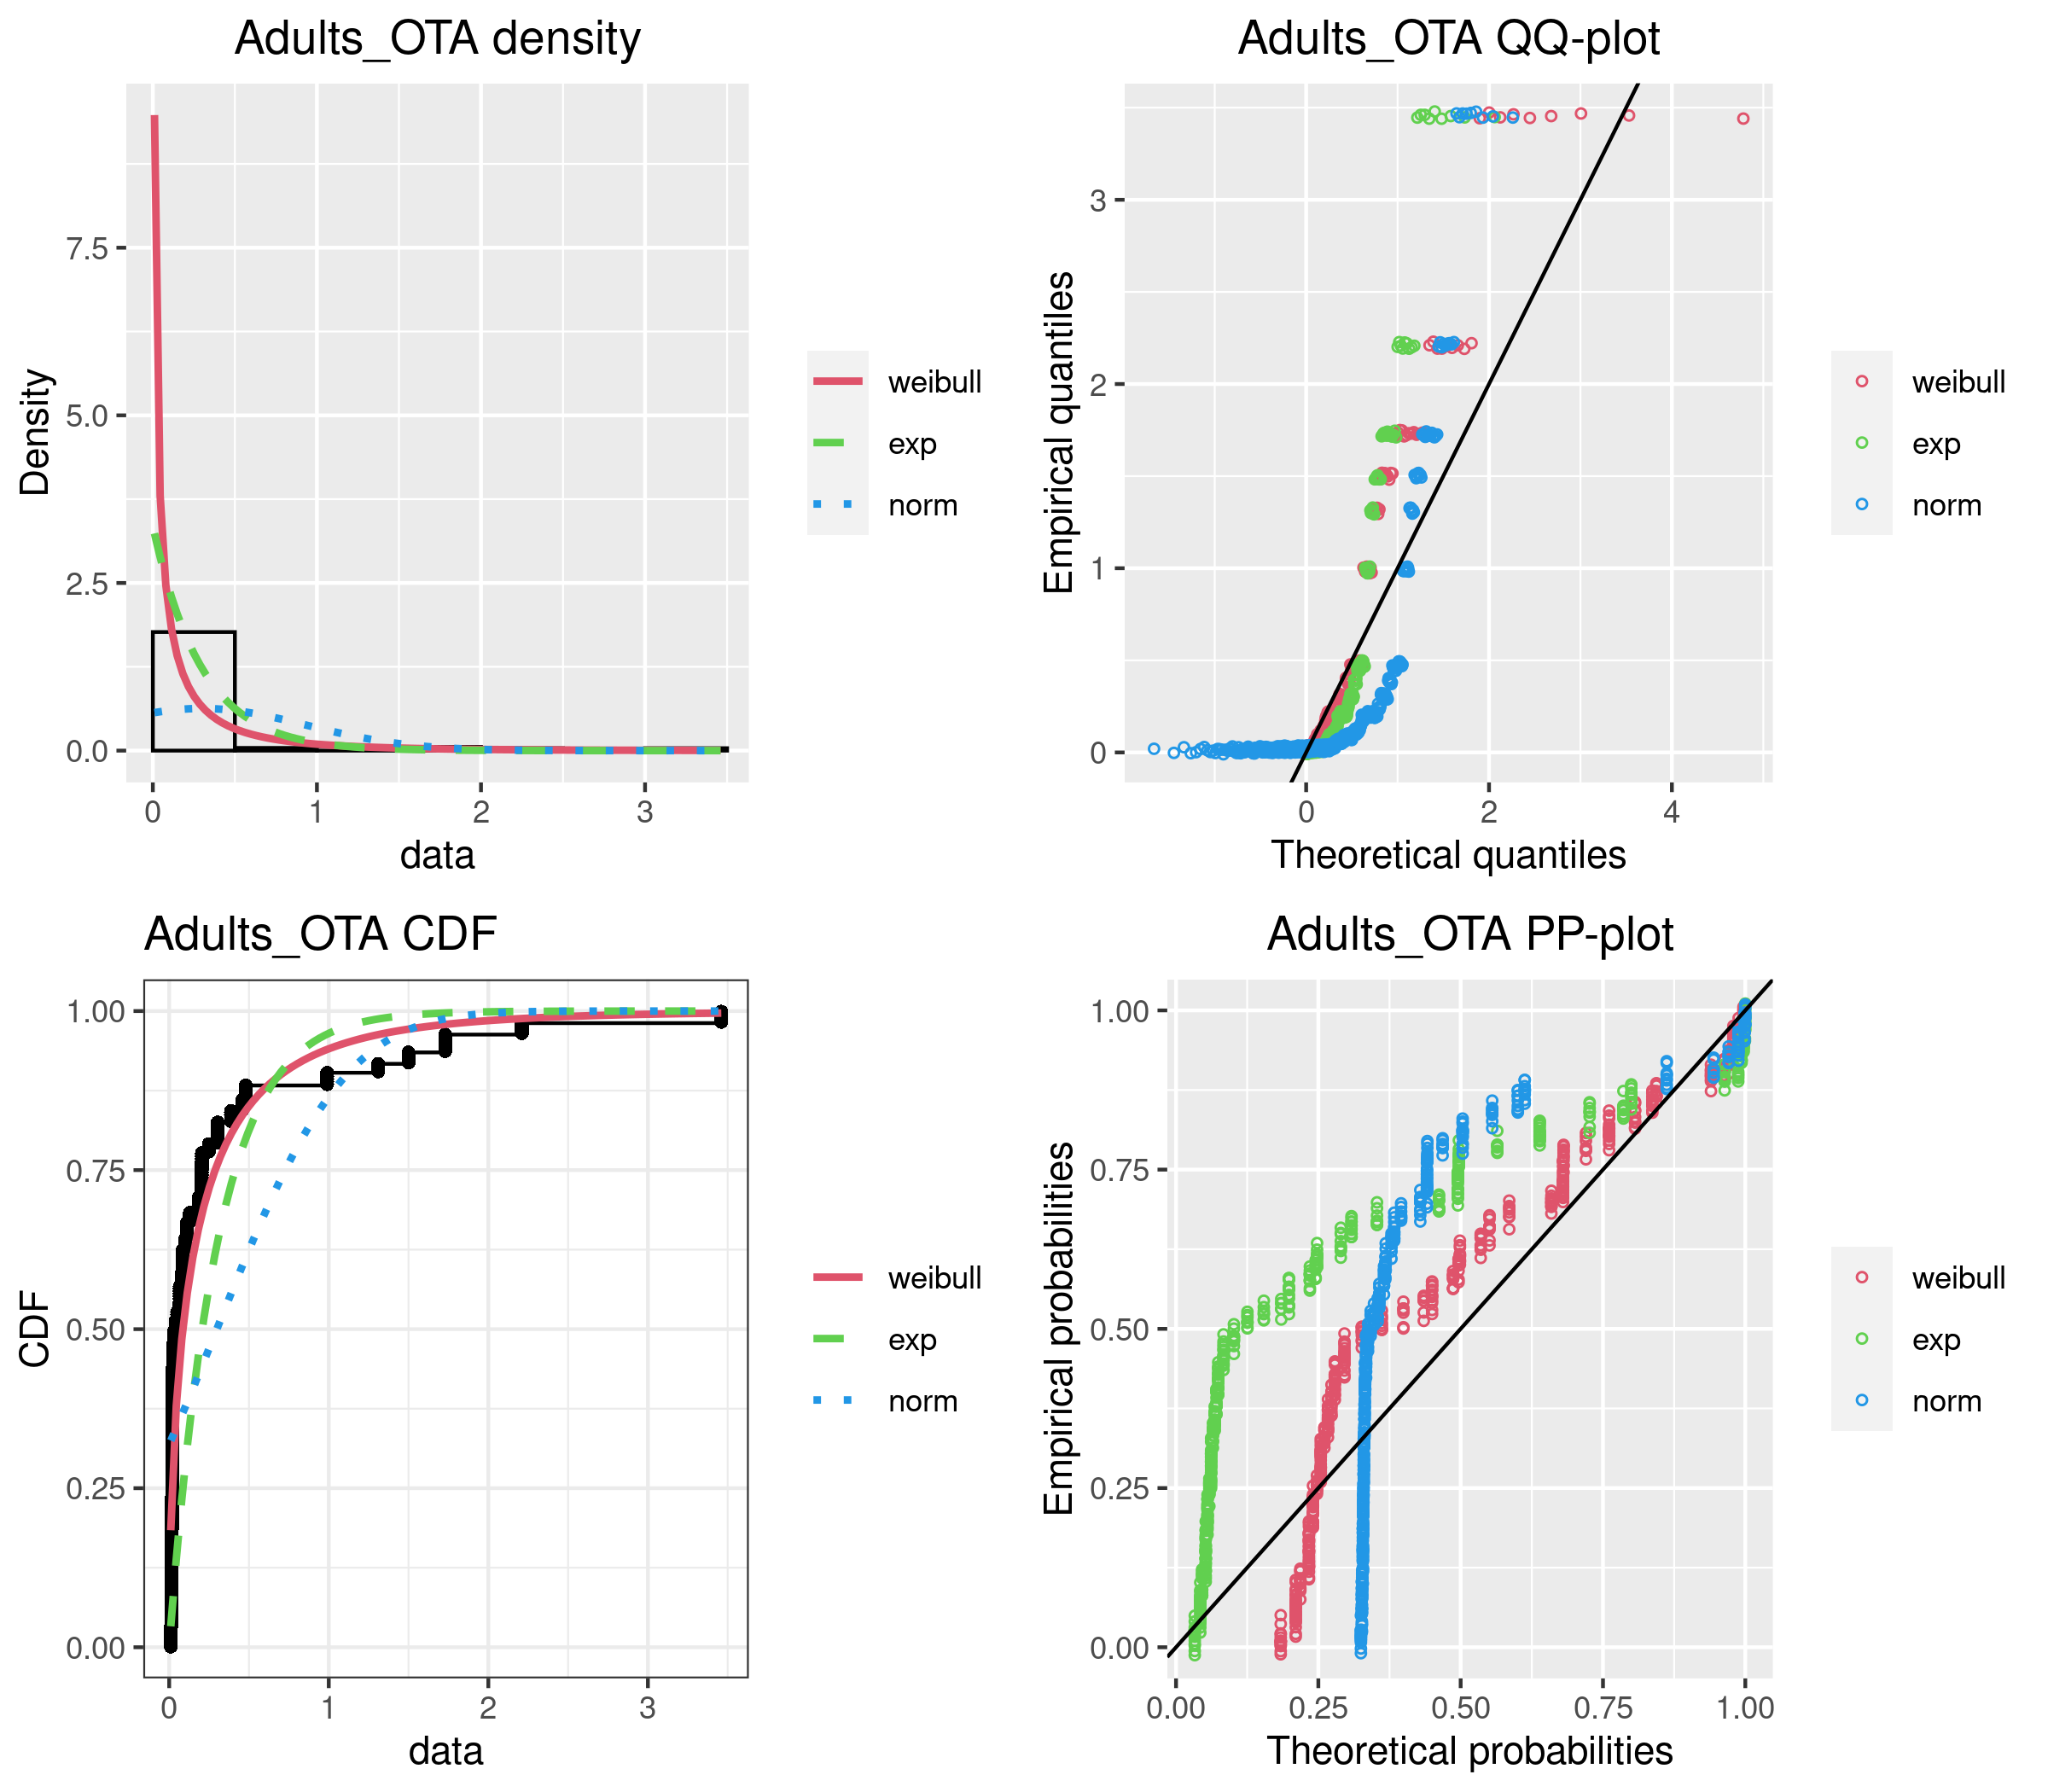 Adults_OTA density
Density
7.5
5.0
2.5
0.0
0 1 2 3
data
weibull
exp
norm
Adults_OTA QQ-plot
Empirical quantiles
3
2
1
0
0 2 4
Theoretical quantiles
weibull
exp
norm
Adults_OTA CDF
CDF
1.00
0.75
0.50
0.25
0.00
0 1 2 3
data
weibull
exp
norm
Adults_OTA PP-plot
Empirical probabilities
1.00
0.75
0.50
0.25
0.00
0.00 0.25 0.50 0.75 1.00
Theoretical probabilities
weibull
exp
norm